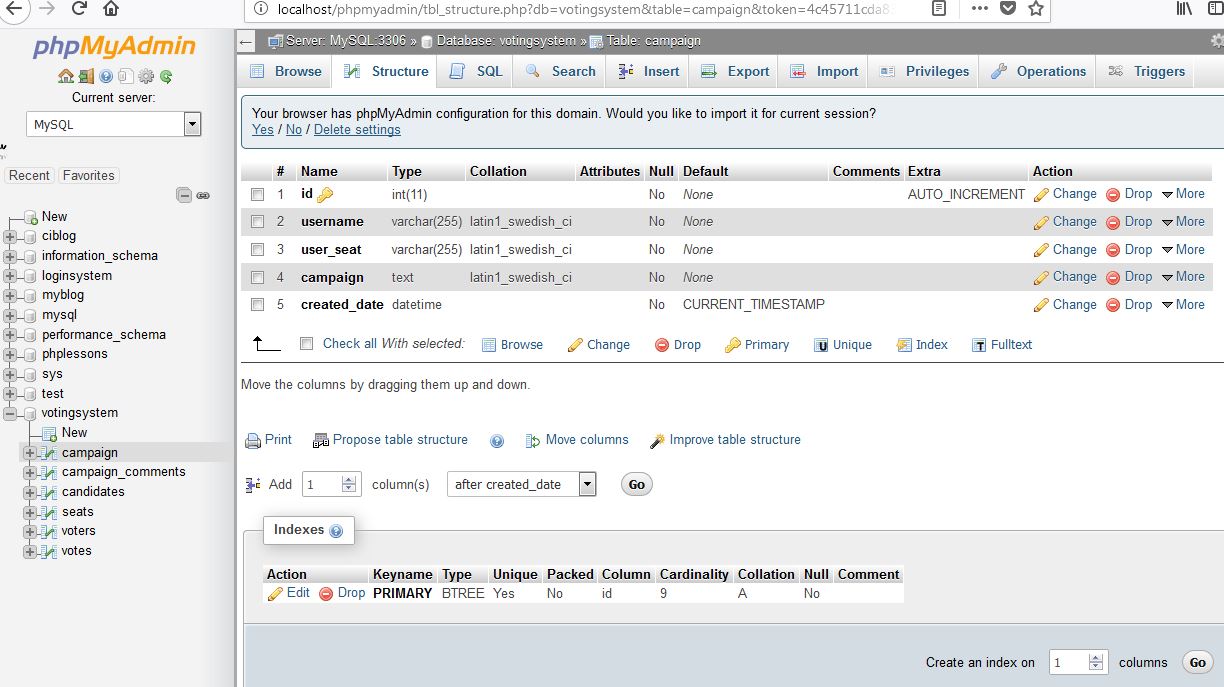 localhost/phpmyadmin/tbl_structure.php?db=votingsystem&table=campaign&token=4c45711cda8
phpMyAdmin
Current server:
MySQL
Recent Favorites
New
ciblog
information_schema
loginsystem
myblog
mysql
performance_schema
phplessons
sys
test
votingsystem
New
campaign
campaign_comments
candidates
seats
voters
votes
Server: MySQL:3306 » Database: votingsystem » Table: campaign
Browse Structure SQL Search Insert Export Import Privileges Operations Triggers
Your browser has phpMyAdmin configuration for this domain. Would you like to import it for current session?
Yes / No / Delete settings
# Name Type Collation Attributes Null Default Comments Extra Action
1 id int(11) No None AUTO_INCREMENT Change Drop More
2 username varchar(255) latin1_swedish_ci No None Change Drop More
3 user_seat varchar(255) latin1_swedish_ci No None Change Drop More
4 campaign text latin1_swedish_ci No None Change Drop More
5 created_date datetime No CURRENT_TIMESTAMP Change Drop More
Check all With selected: Browse Change Drop Primary Unique Index Fulltext
Move the columns by dragging them up and down.
Print Propose table structure Move columns Improve table structure
Add 1 column(s) after created_date Go
Indexes
Action Keyname Type Unique Packed Column Cardinality Collation Null Comment
Edit Drop PRIMARY BTREE Yes No id 9 A No
Create an index on 1 columns Go